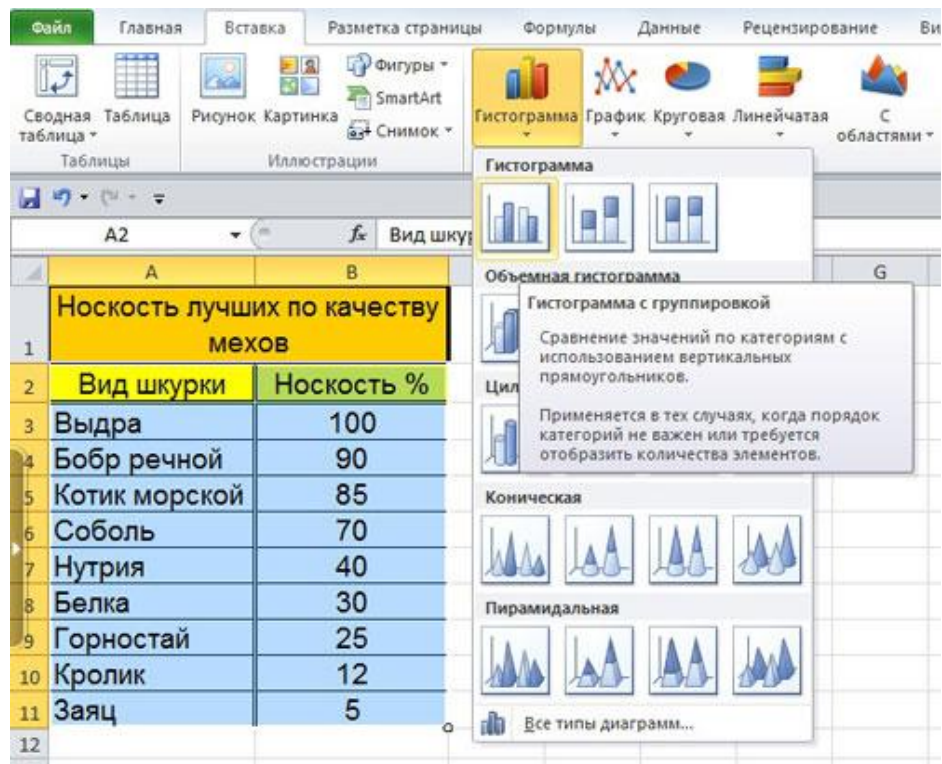 Файл Главная Вставка Разметка страницы Формулы Данные Рецензирование Ви
Сводная таблица
Таблица
Рисунок
Картинка
Фигуры
SmartArt
Снимок
Гистограмма
График
Круговая
Линейчатая
С областями
Таблицы
Иллюстрации
A2
fx
Вид шкур
A B G
1
Носкость лучших по качеству
мехов
2 Вид шкурки Носкость %
3 Выдра 100
4 Бобр речной 90
5 Котик морской 85
6 Соболь 70
7 Нутрия 40
8 Белка 30
9 Горностай 25
10 Кролик 12
11 Заяц 5
12
Гистограмма
Объемная гистограмма
Гистограмма с группировкой
Сравнение значений по категориям с
использованием вертикальных
прямоугольников.
Применяется в тех случаях, когда порядок
категорий не важен или требуется
отобразить количества элементов.
Цил
Коническая
Пирамидальная
Все типы диаграмм...